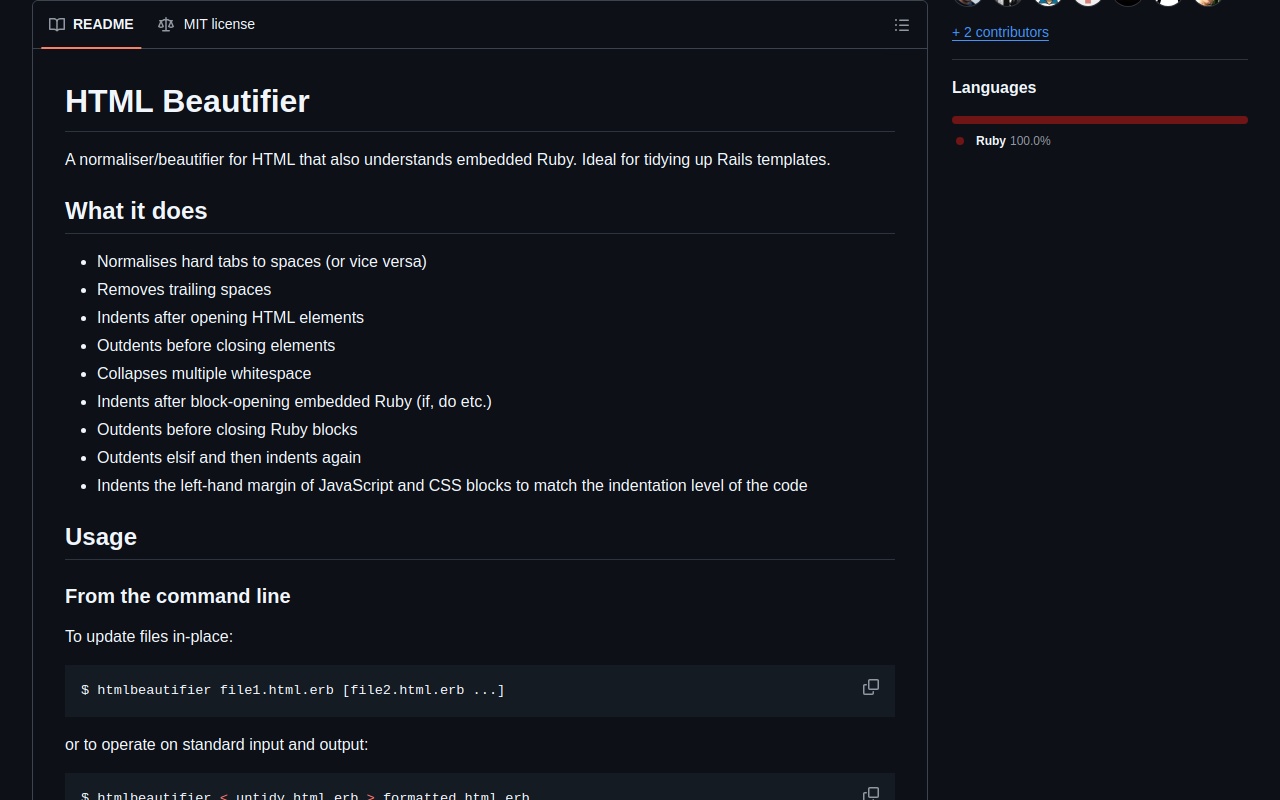 README
MIT license
+ 2 contributors
Languages
Ruby 100.0%
HTML Beautifier
A normaliser/beautifier for HTML that also understands embedded Ruby. Ideal for tidying up Rails templates.
What it does
Normalises hard tabs to spaces (or vice versa)
Removes trailing spaces
Indents after opening HTML elements
Outdents before closing elements
Collapses multiple whitespace
Indents after block-opening embedded Ruby (if, do etc.)
Outdents before closing Ruby blocks
Outdents elsif and then indents again
Indents the left-hand margin of JavaScript and CSS blocks to match the indentation level of the code
Usage
From the command line
To update files in-place:
$ htmlbeautifier file1.html.erb [file2.html.erb ...]
or to operate on standard input and output:
$ htmlbeautifier < untidy.html.erb > formatted.html.erb